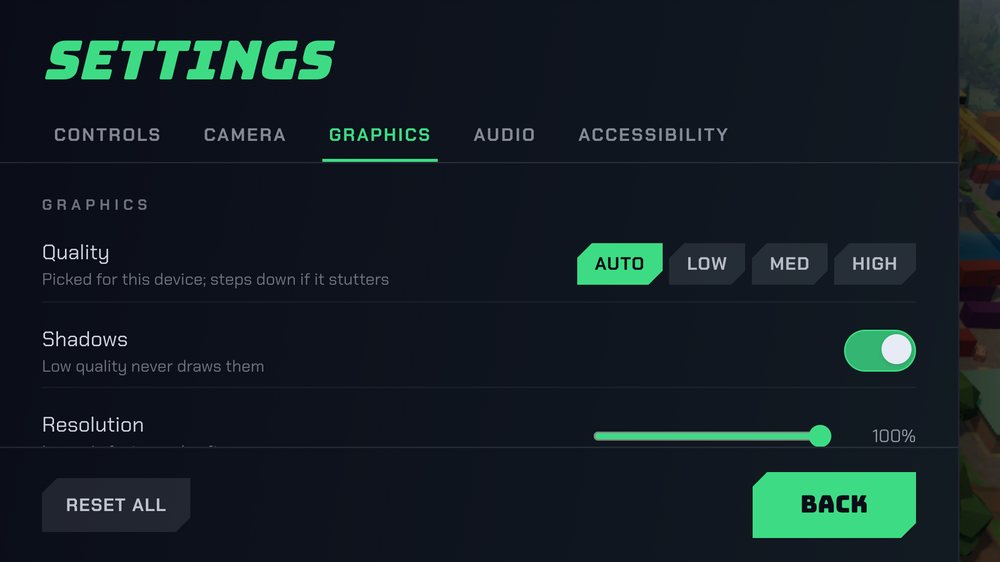 SETTINGS
CONTROLS CAMERA GRAPHICS AUDIO ACCESSIBILITY
GRAPHICS
Quality
Picked for this device; steps down if it stutters
AUTO LOW MED HIGH
Shadows
Low quality never draws them
Resolution
100%
RESET ALL
BACK